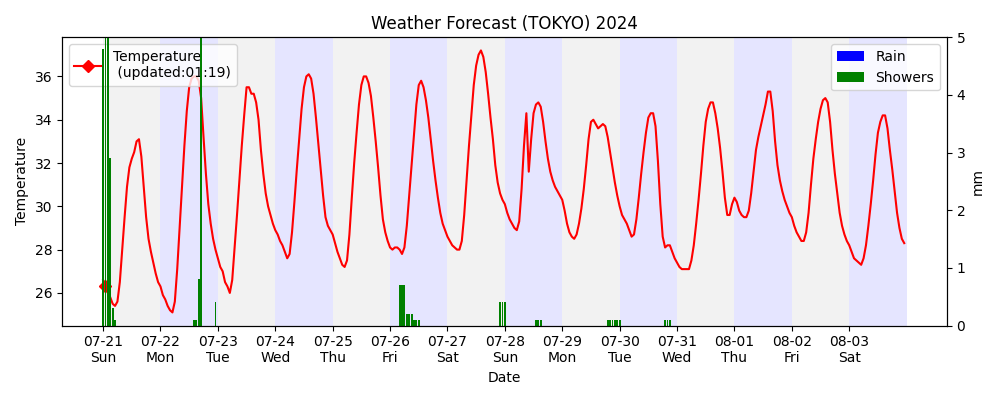 Weather Forecast (TOKYO) 2024
Temperature
(updated:01:19)
Rain
Showers
Temperature
36
34
32
30
28
26
5
4
3
2
1
0
mm
07-21 07-22 07-23 07-24 07-25 07-26 07-27 07-28 07-29 07-30 07-31 08-01 08-02 08-03
Sun Mon Tue Wed Thu Fri Sat Sun Mon Tue Wed Thu Fri Sat
Date